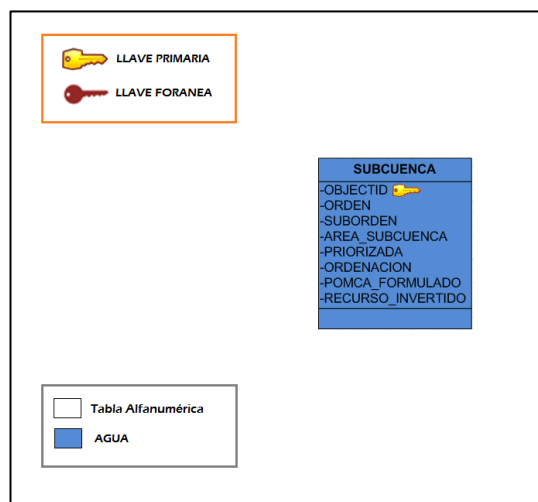 LLAVE PRIMARIA
LLAVE FORANEA
SUBCUENCA
-OBJECTID
-ORDEN
-SUBORDEN
-AREA_SUBCUENCA
-PRIORIZADA
-ORDENACION
-POMCA_FORMULADO
-RECURSO_INVERTIDO
Tabla Alfanumérica
AGUA